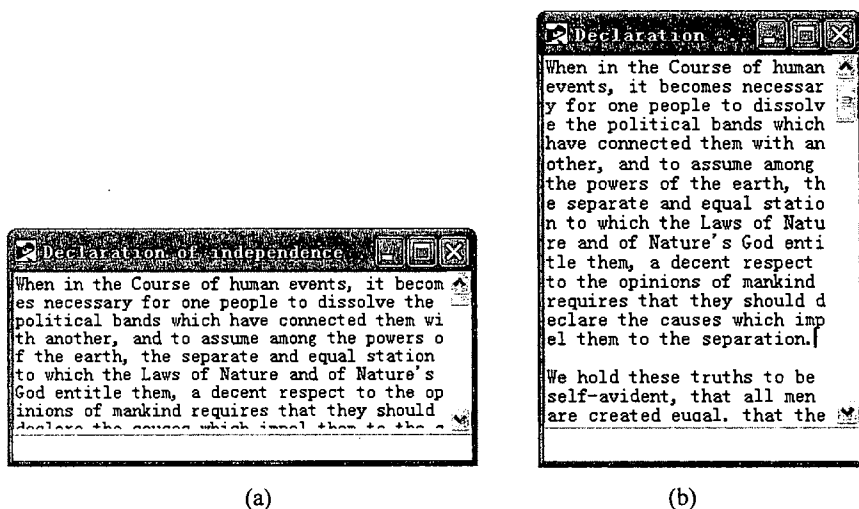 Declaration of independence...
When in the Course of human events, it becom
es necessary for one people to dissolve the
political bands which have connected them wi
th another, and to assume among the powers o
f the earth, the separate and equal station
to which the Laws of Nature and of Nature's
God entitle them, a decent respect to the op
inions of mankind requires that they should
declare the causes which impel them to the s
(a)
Declaration ...
When in the Course of human
events, it becomes necessar
y for one people to dissolv
e the political bands which
have connected them with an
other, and to assume among
the powers of the earth, th
e separate and equal statio
n to which the Laws of Natu
re and of Nature's God enti
tle them, a decent respect
to the opinions of mankind
requires that they should d
eclare the causes which imp
el them to the separation.
We hold these truths to be
self-avident, that all men
are created equal, that the
(b)